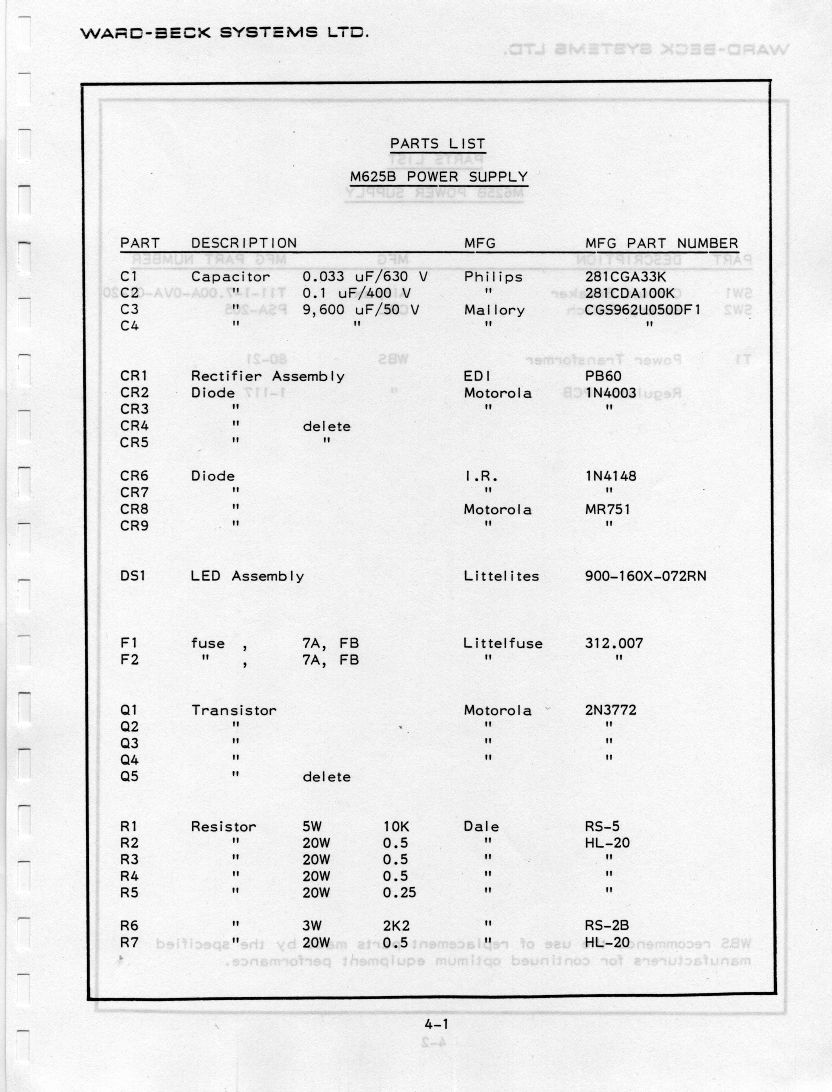 WARD-BECK SYSTEMS LTD.
PARTS LIST
M625B POWER SUPPLY
PART DESCRIPTION MFG MFG PART NUMBER
C1 Capacitor 0.033 uF/630 V Philips 281CGA33K
C2 " 0.1 uF/400 V " 281CDA100K
C3 " 9,600 uF/50 V Mallory CGS962U050DF1
C4 " " " "
CR1 Rectifier Assembly EDI PB60
CR2 Diode Motorola 1N4003
CR3 " " "
CR4 " delete
CR5 " "
CR6 Diode I.R. 1N4148
CR7 " " "
CR8 " Motorola MR751
CR9 " " "
DS1 LED Assembly Littelites 900-160X-072RN
F1 fuse , 7A, FB Littelfuse 312.007
F2 " , 7A, FB " "
Q1 Transistor Motorola 2N3772
Q2 " " "
Q3 " " "
Q4 " " "
Q5 " delete
R1 Resistor 5W 10K Dale RS-5
R2 " 20W 0.5 " HL-20
R3 " 20W 0.5 " "
R4 " 20W 0.5 " "
R5 " 20W 0.25 " "
R6 " 3W 2K2 " RS-2B
R7 " 20W 0.5 " HL-20
4-1